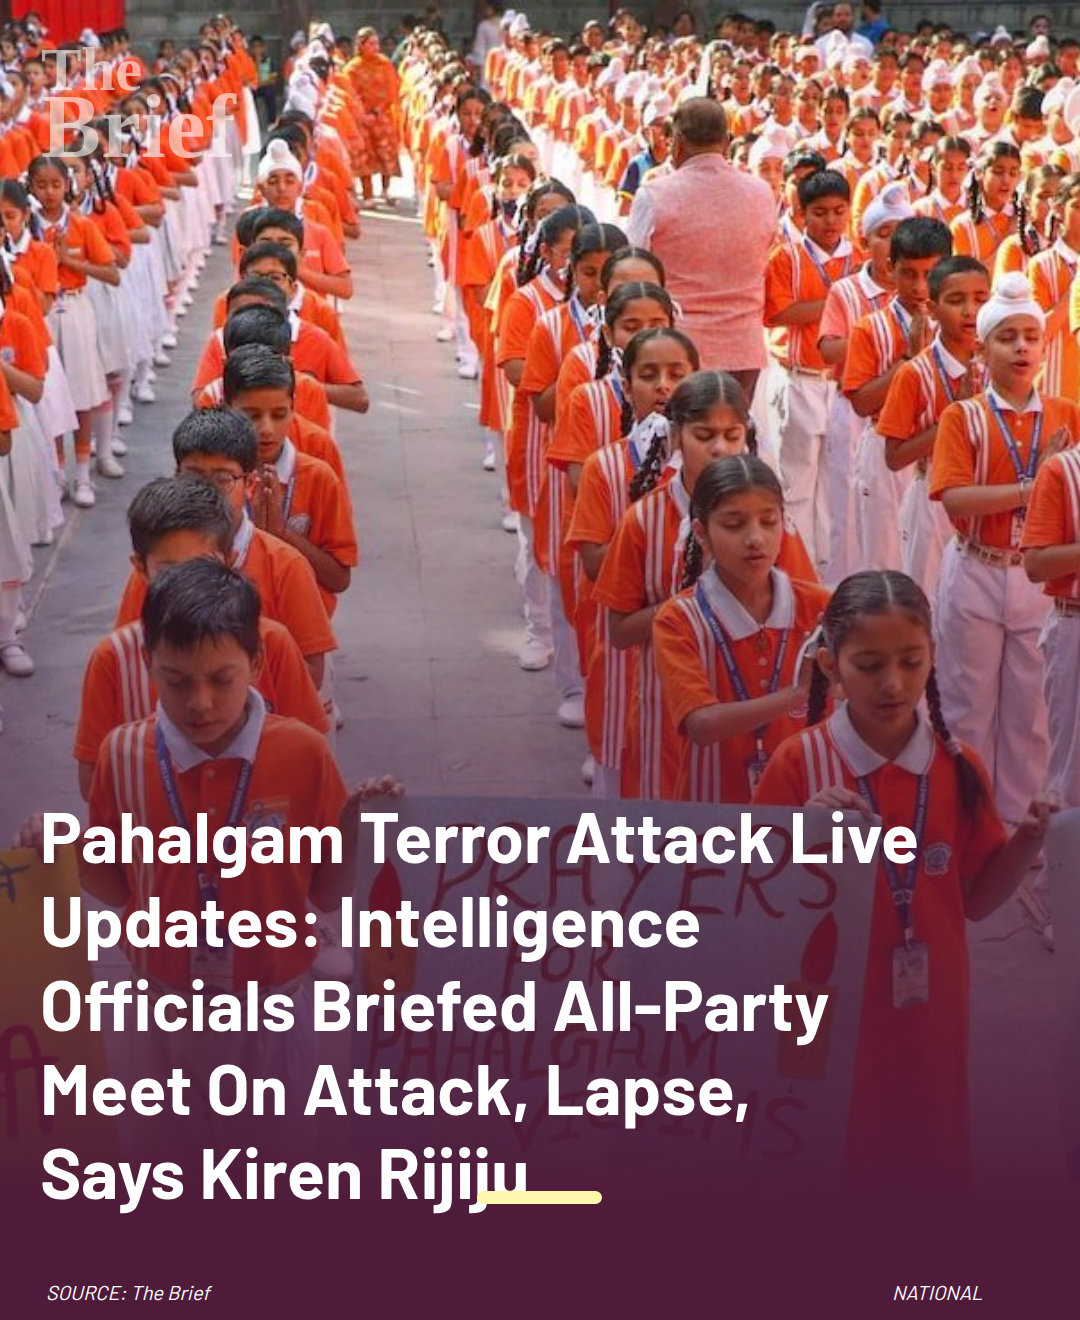 The
Brief
PRAYERS
FOR
PAHALGAM
VICTIMS
Pahalgam Terror Attack Live
Updates: Intelligence
Officials Briefed All-Party
Meet On Attack, Lapse,
Says Kiren Rijiju
SOURCE: The Brief
NATIONAL